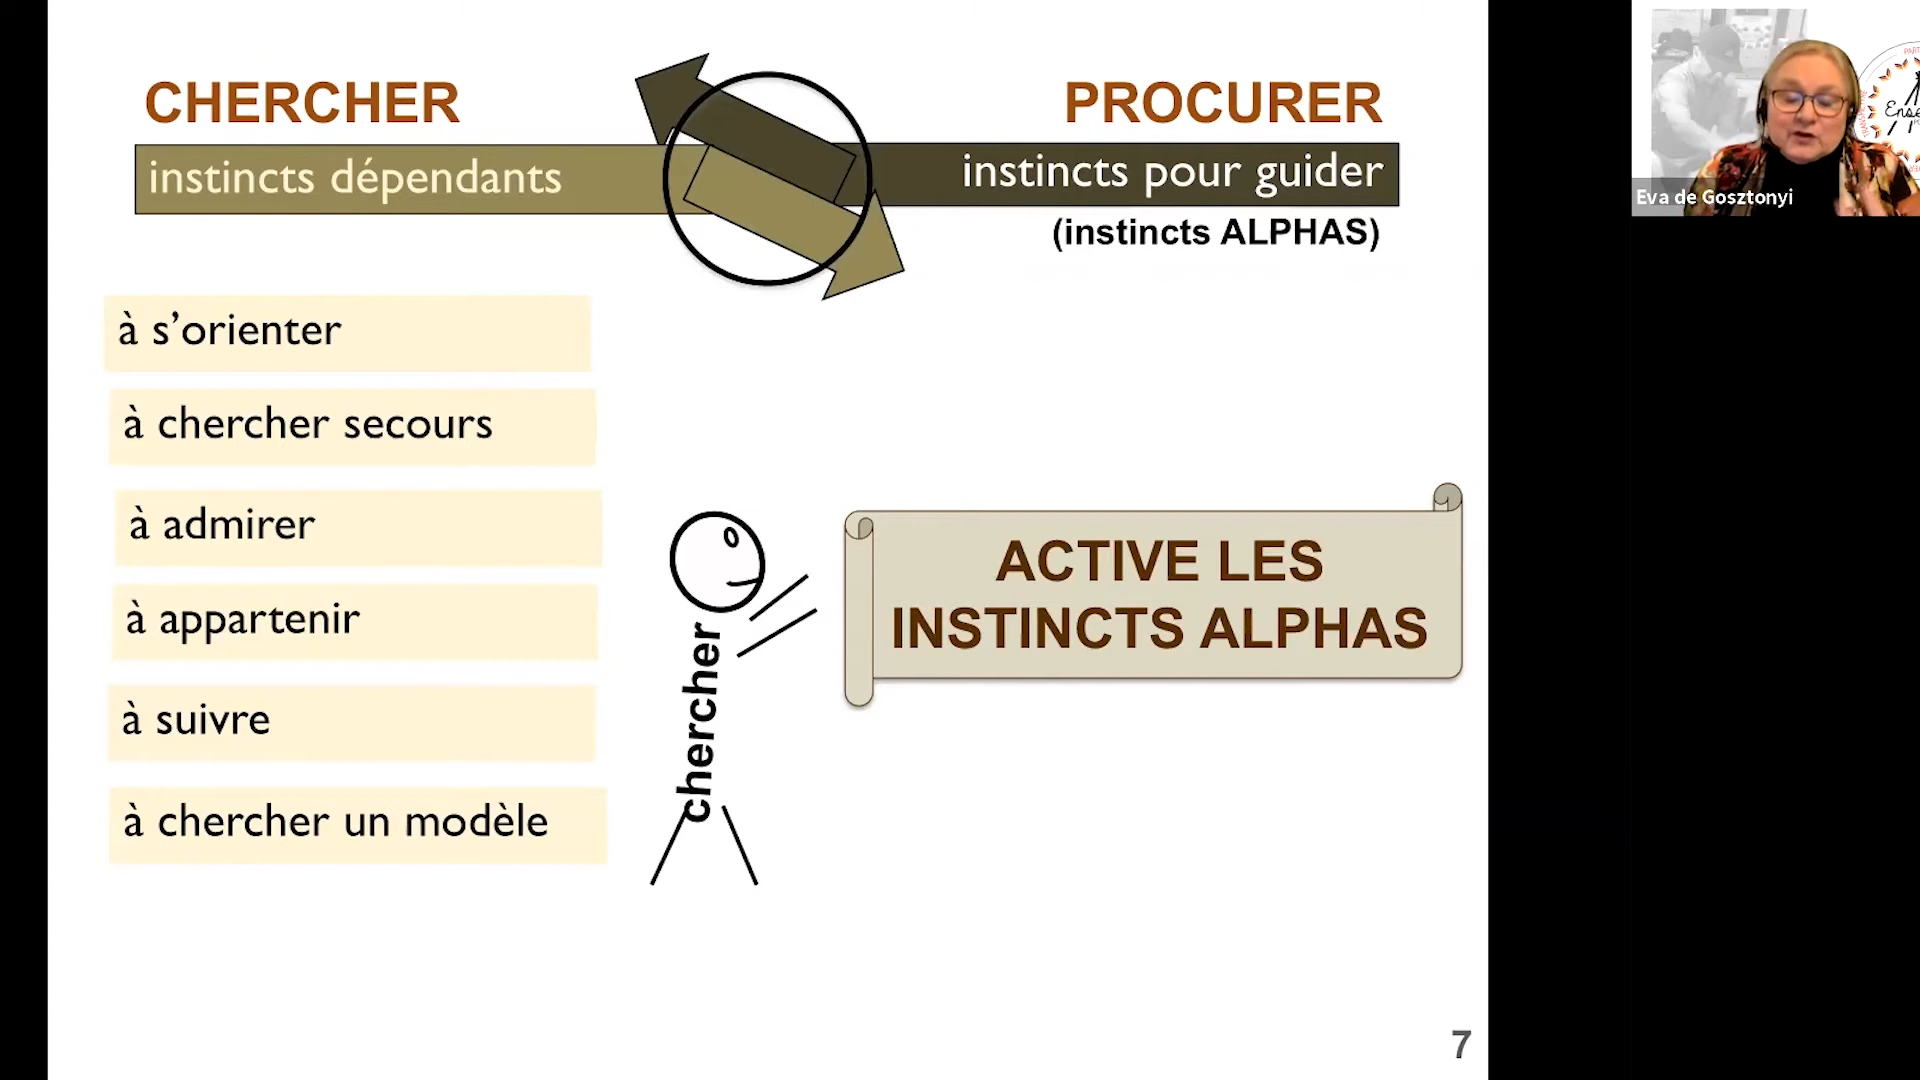 CHERCHER
instincts dépendants
PROCURER
instincts pour guider
(instincts ALPHAS)
à s’orienter
à chercher secours
à admirer
à appartenir
à suivre
à chercher un modèle
chercher
ACTIVE LES
INSTINCTS ALPHAS
7
Eva de Gosztonyi